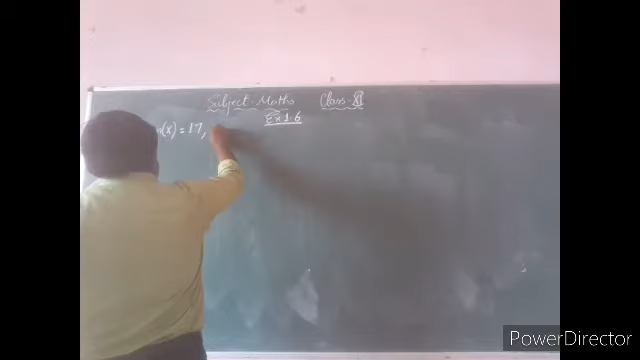 Subject-Maths Class-XI
Ex 1.6
n(x) = 17,
PowerDirector